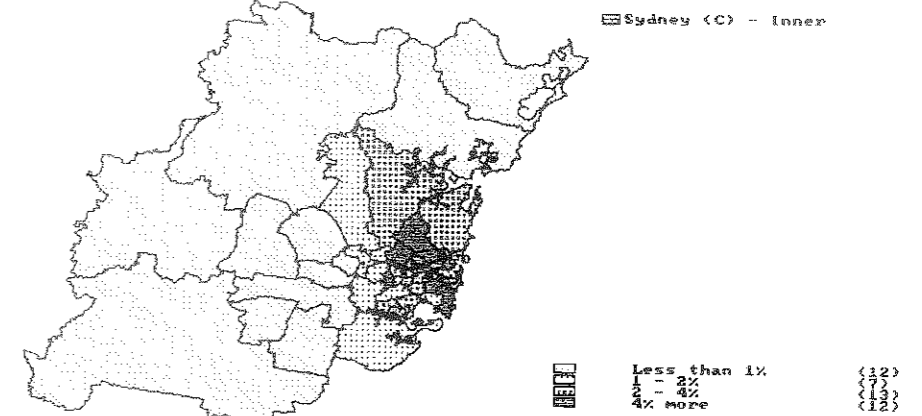 Sydney (C) - Inner
Less than 1% (12)
1 - 2% (7)
2 - 4% (13)
4% more (12)